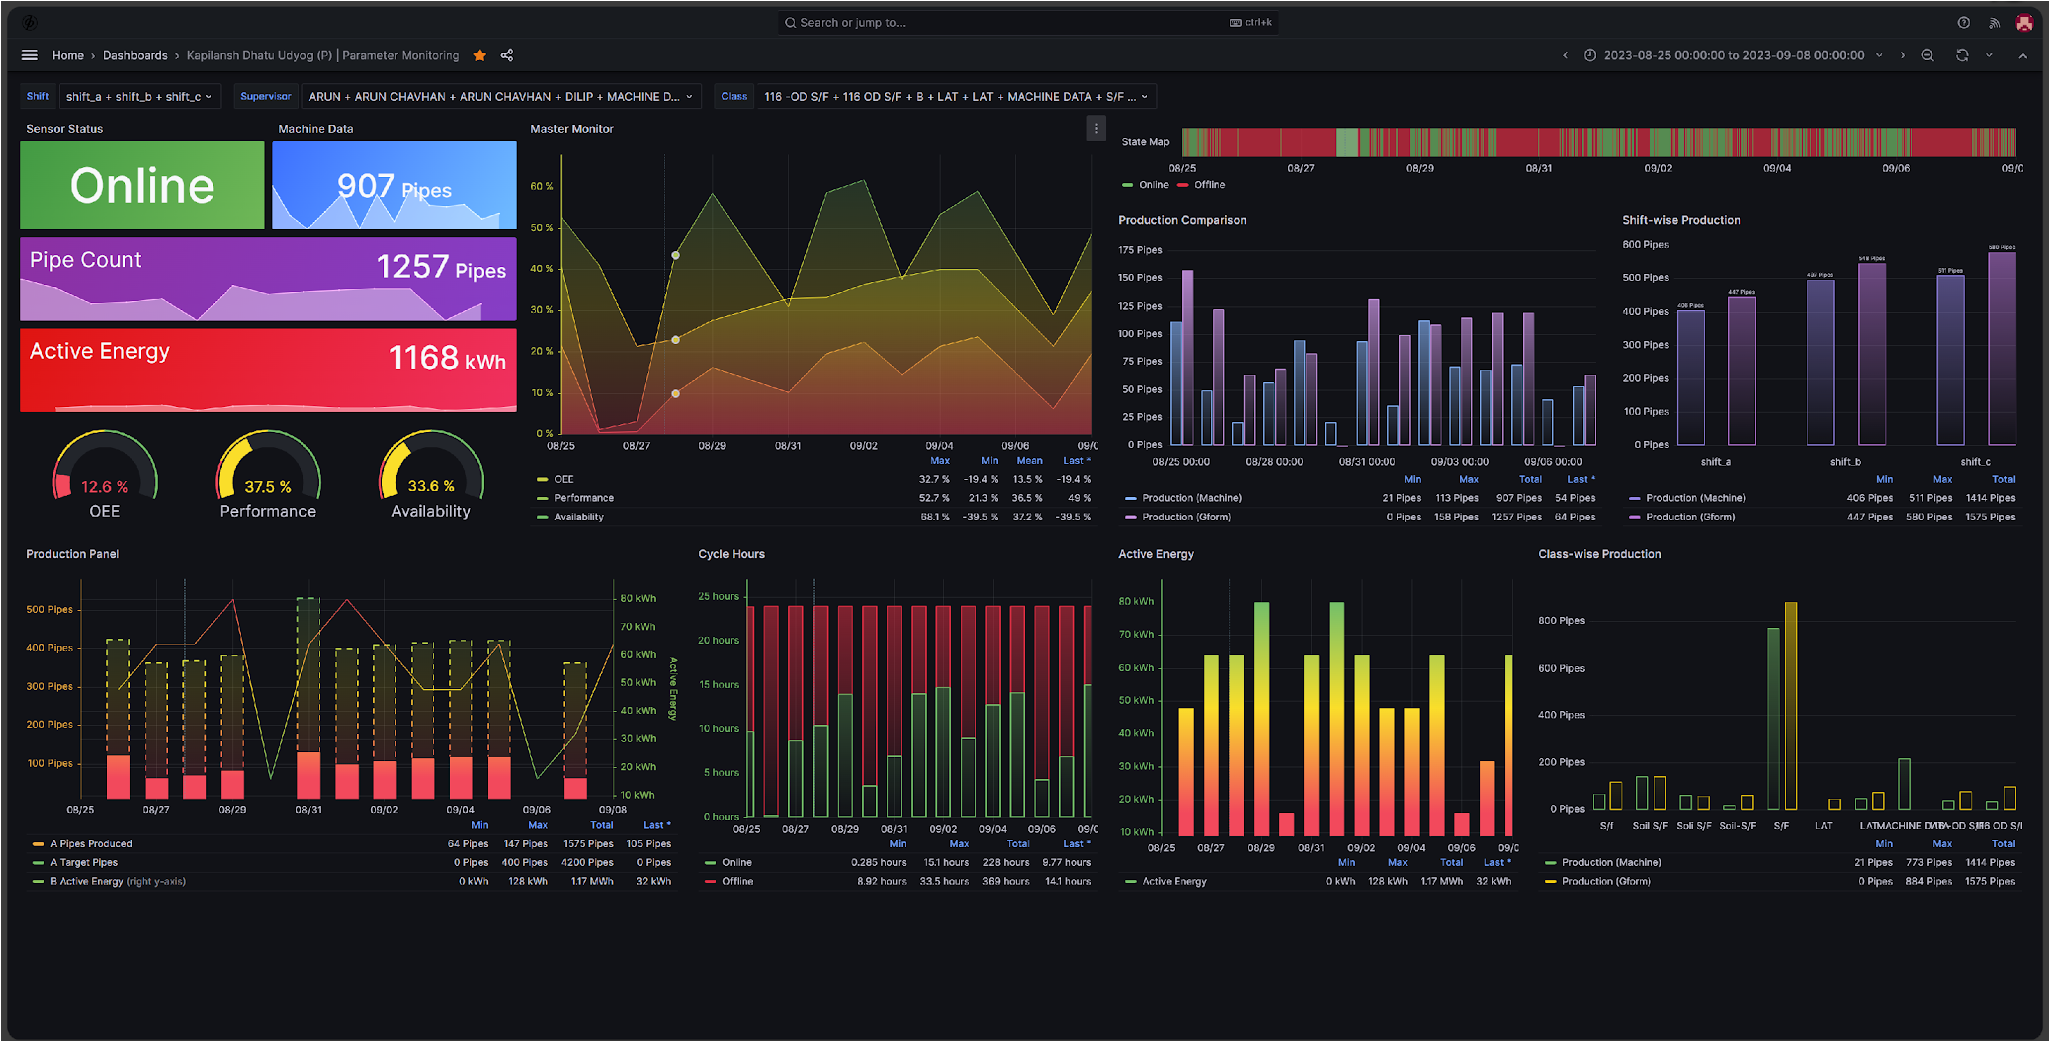 Search or jump to...
ctrl+k
Home › Dashboards › Kapilansh Dhatu Udyog (P) | Parameter Monitoring
2023-08-25 00:00:00 to 2023-09-08 00:00:00
Shift
shift_a + shift_b + shift_c
Supervisor
ARUN + ARUN CHAVHAN + ARUN CHAVHAN + DILIP + MACHINE D...
Class
116 -OD S/F + 116 OD S/F + B + LAT + LAT + MACHINE DATA + S/F ...
Sensor Status
Online
Machine Data
907 Pipes
Pipe Count
1257 Pipes
Active Energy
1168 kWh
12.6 %
OEE
37.5 %
Performance
33.6 %
Availability
Master Monitor
60 %
50 %
40 %
30 %
20 %
10 %
0 %
08/25 08/27 08/29 08/31 09/02 09/04 09/06 09/0
Max Min Mean Last *
OEE 32.7 % -19.4 % 13.5 % -19.4 %
Performance 52.7 % 21.3 % 36.5 % 49 %
Availability 68.1 % -39.5 % 37.2 % -39.5 %
State Map
08/25 08/27 08/29 08/31 09/02 09/04 09/06 09/0
Online Offline
Production Comparison
175 Pipes
150 Pipes
125 Pipes
100 Pipes
75 Pipes
50 Pipes
25 Pipes
0 Pipes
08/25 00:00 08/28 00:00 08/31 00:00 09/03 00:00 09/06 00:00
Min Max Total Last *
Production (Machine) 21 Pipes 113 Pipes 907 Pipes 54 Pipes
Production (Gform) 0 Pipes 158 Pipes 1257 Pipes 64 Pipes
Shift-wise Production
600 Pipes
500 Pipes
400 Pipes
300 Pipes
200 Pipes
100 Pipes
0 Pipes
406 Pipes
447 Pipes
497 Pipes
548 Pipes
511 Pipes
580 Pipes
shift_a shift_b shift_c
Min Max Total
Production (Machine) 406 Pipes 511 Pipes 1414 Pipes
Production (Gform) 447 Pipes 580 Pipes 1575 Pipes
Production Panel
500 Pipes
400 Pipes
300 Pipes
200 Pipes
100 Pipes
80 kWh
70 kWh
60 kWh
50 kWh
40 kWh
30 kWh
20 kWh
10 kWh
Active Energy
08/25 08/27 08/29 08/31 09/02 09/04 09/06 09/08
Min Max Total Last *
A Pipes Produced 64 Pipes 147 Pipes 1575 Pipes 105 Pipes
A Target Pipes 0 Pipes 400 Pipes 4200 Pipes 0 Pipes
B Active Energy (right y-axis) 0 kWh 128 kWh 1.17 MWh 32 kWh
Cycle Hours
25 hours
20 hours
15 hours
10 hours
5 hours
0 hours
08/25 08/27 08/29 08/31 09/02 09/04 09/06 09/0
Min Max Total Last *
Online 0.285 hours 15.1 hours 228 hours 9.77 hours
Offline 8.92 hours 33.5 hours 369 hours 14.1 hours
Active Energy
80 kWh
70 kWh
60 kWh
50 kWh
40 kWh
30 kWh
20 kWh
10 kWh
08/25 08/27 08/29 08/31 09/02 09/04 09/06 09/0
Min Max Total Last *
Active Energy 0 kWh 128 kWh 1.17 MWh 32 kWh
Class-wise Production
800 Pipes
600 Pipes
400 Pipes
200 Pipes
0 Pipes
S/f Soil S/F Soli S/F Soil-S/F S/F LAT LAT MACHINE
Min Max Total
Production (Machine) 21 Pipes 773 Pipes 1414 Pipes
Production (Gform) 0 Pipes 884 Pipes 1575 Pipes